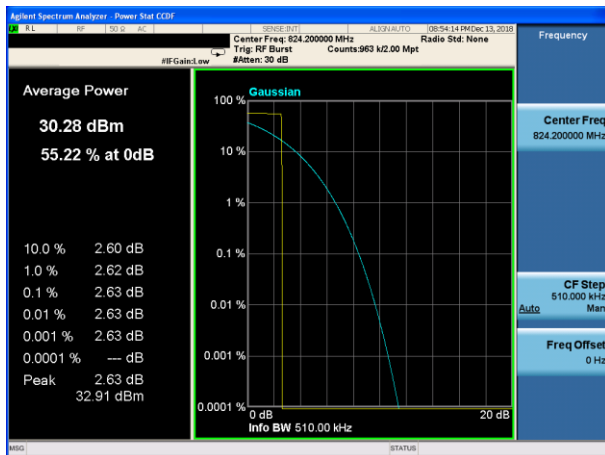 Agilent Spectrum Analyzer - Power Stat CCDF
RL RF 50 Ω AC SENSE:INT ALIGN AUTO 08:54:14 PM Dec 13, 2018
Center Freq: 824.200000 MHz Radio Std: None
Trig: RF Burst Counts:963 k/2.00 Mpt
#IFGain:Low #Atten: 30 dB
Frequency
Average Power
30.28 dBm
55.22 % at 0dB
10.0 % 2.60 dB
1.0 % 2.62 dB
0.1 % 2.63 dB
0.01 % 2.63 dB
0.001 % 2.63 dB
0.0001 % --- dB
Peak 2.63 dB
32.91 dBm
Gaussian
100 %
10 %
1 %
0.1 %
0.01 %
0.001 %
0.0001 %
0 dB 20 dB
Info BW 510.00 kHz
Center Freq
824.200000 MHz
CF Step
510.000 kHz
Auto Man
Freq Offset
0 Hz
MSG STATUS